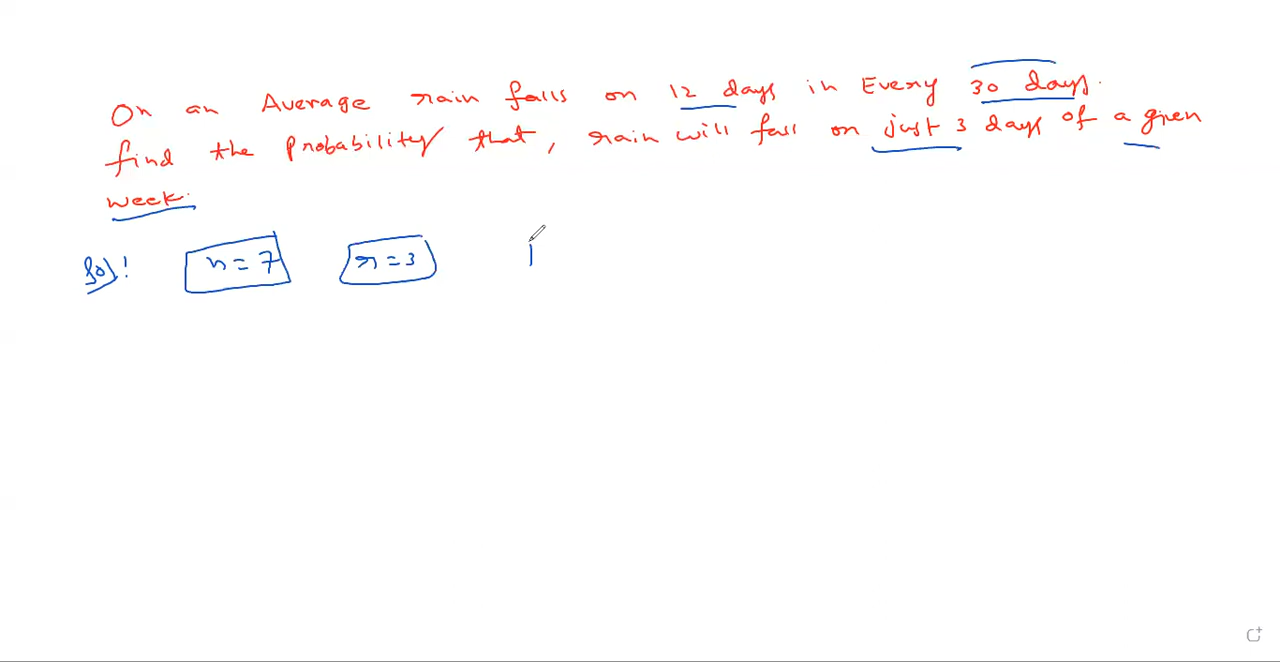 On an Average rain falls on 12 days in Every 30 days.
find the Probability that, rain will fall on just 3 days of a given
week.
Sol! n = 7 r = 3 |